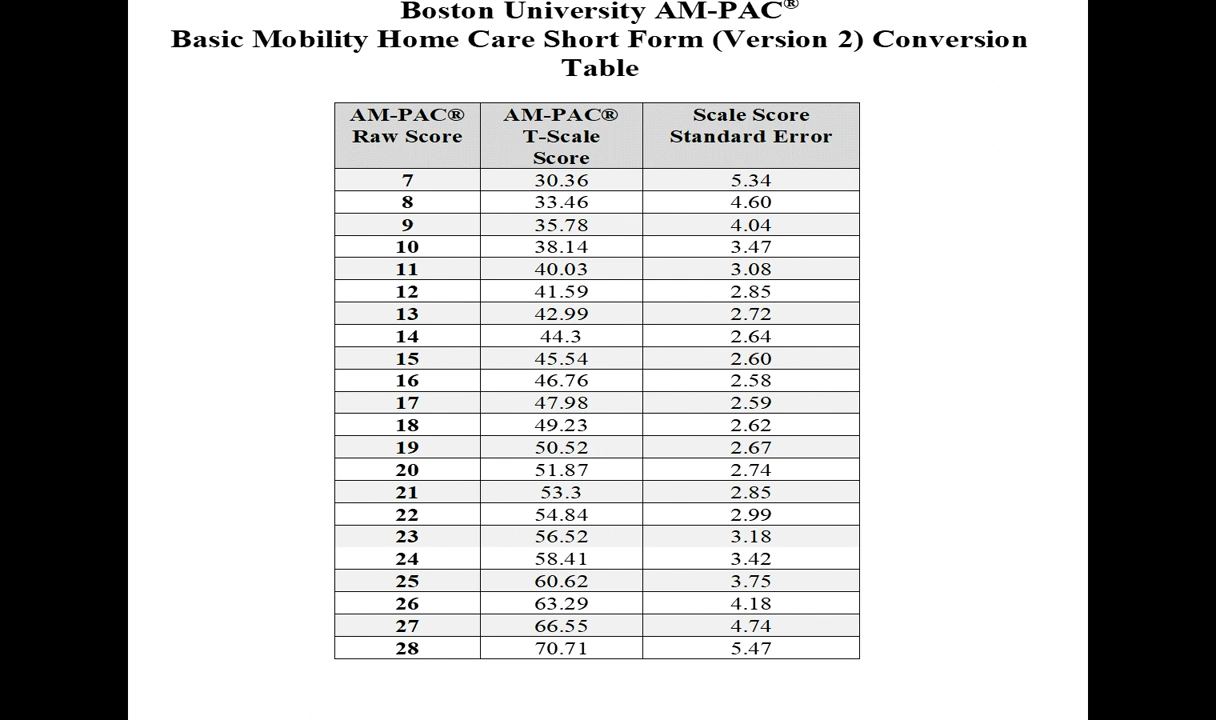 Boston University AM-PAC®
Basic Mobility Home Care Short Form (Version 2) Conversion
Table
AM-PAC® Raw Score AM-PAC® T-Scale Score Scale Score Standard Error
7 30.36 5.34
8 33.46 4.60
9 35.78 4.04
10 38.14 3.47
11 40.03 3.08
12 41.59 2.85
13 42.99 2.72
14 44.3 2.64
15 45.54 2.60
16 46.76 2.58
17 47.98 2.59
18 49.23 2.62
19 50.52 2.67
20 51.87 2.74
21 53.3 2.85
22 54.84 2.99
23 56.52 3.18
24 58.41 3.42
25 60.62 3.75
26 63.29 4.18
27 66.55 4.74
28 70.71 5.47